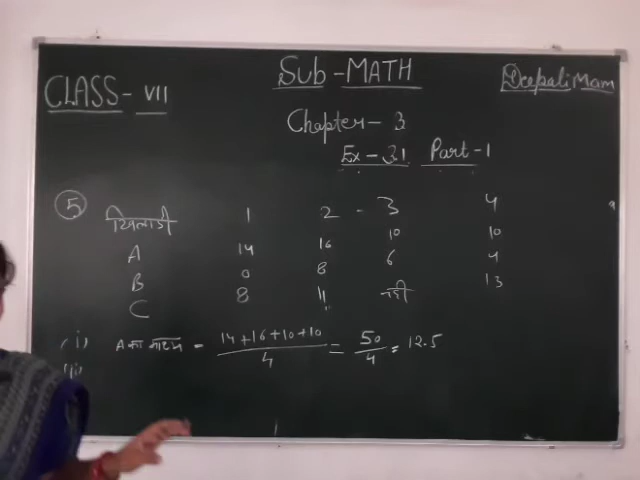 Sub-MATH
CLASS-VII
Deepali Mam
Chapter-3
Ex-3.1 Part-1
5 खिलाडी 1 2 - 3 4
A 14 16 10 10
B 0 8 6 4
C 8 11 नहीं 13
(i) A का माध्य = 14+16+10+10/4 = 50/4 = 12.5
(ii)